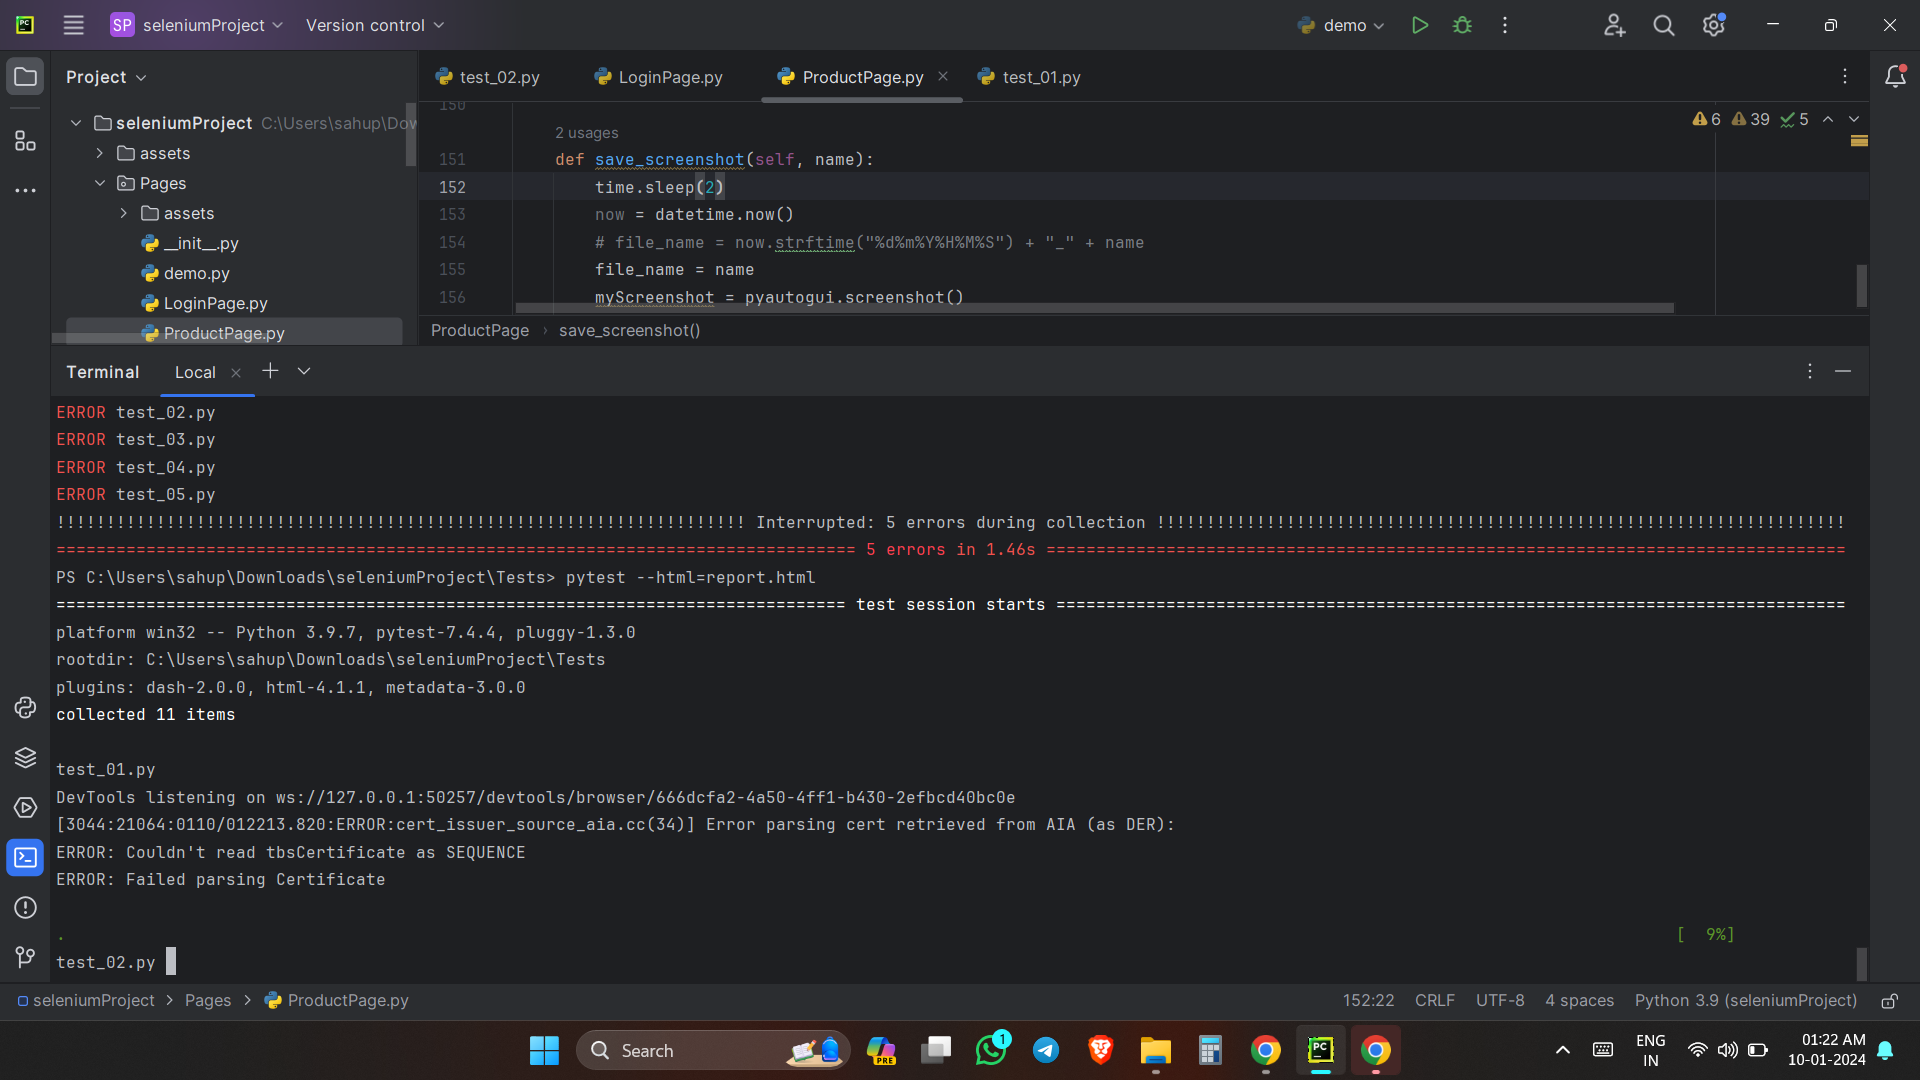 PC
SP seleniumProject Version control
demo
Project
test_02.py LoginPage.py ProductPage.py test_01.py
seleniumProject C:\Users\sahup\Dow
assets
Pages
assets
__init__.py
demo.py
LoginPage.py
ProductPage.py
6 39 5
150
2 usages
151 def save_screenshot(self, name):
152 time.sleep(2)
153 now = datetime.now()
154 # file_name = now.strftime("%d%m%Y%H%M%S") + "_" + name
155 file_name = name
156 myScreenshot = pyautogui.screenshot()
ProductPage › save_screenshot()
Terminal Local
ERROR test_02.py
ERROR test_03.py
ERROR test_04.py
ERROR test_05.py
!!!!!!!!!!!!!!!!!!!!!!!!!!!!!!!!!!!!!!!!!!!!!!!!!!!!!!!!!!!!!!!!!!!!! Interrupted: 5 errors during collection !!!!!!!!!!!!!!!!!!!!!!!!!!!!!!!!!!!!!!!!!!!!!!!!!!!!!!!!!!!!!!!!!!!!!
================================================================================ 5 errors in 1.46s ================================================================================
PS C:\Users\sahup\Downloads\seleniumProject\Tests> pytest --html=report.html
=============================================================================== test session starts ===============================================================================
platform win32 -- Python 3.9.7, pytest-7.4.4, pluggy-1.3.0
rootdir: C:\Users\sahup\Downloads\seleniumProject\Tests
plugins: dash-2.0.0, html-4.1.1, metadata-3.0.0
collected 11 items
test_01.py
DevTools listening on ws://127.0.0.1:50257/devtools/browser/666dcfa2-4a50-4ff1-b430-2efbcd40bc0e
[3044:21064:0110/012213.820:ERROR:cert_issuer_source_aia.cc(34)] Error parsing cert retrieved from AIA (as DER):
ERROR: Couldn't read tbsCertificate as SEQUENCE
ERROR: Failed parsing Certificate
. [  9%]
test_02.py
seleniumProject > Pages > ProductPage.py
152:22 CRLF UTF-8 4 spaces Python 3.9 (seleniumProject)
Search
PRE
1
PC
ENG
IN
01:22 AM
10-01-2024